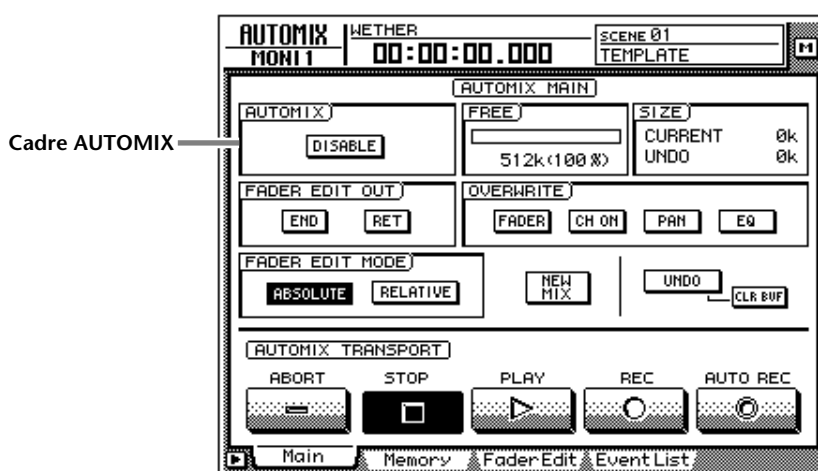 AUTOMIX
MONI 1
WETHER
00:00:00.000
SCENE 01
TEMPLATE
M
AUTOMIX MAIN
Cadre AUTOMIX
AUTOMIX
DISABLE
FREE
512k(100%)
SIZE
CURRENT 0k
UNDO 0k
FADER EDIT OUT
END RET
OVERWRITE
FADER CH ON PAN EQ
FADER EDIT MODE
ABSOLUTE RELATIVE
NEW
MIX
UNDO
CLR BUF
AUTOMIX TRANSPORT
ABORT STOP PLAY REC AUTO REC
Main Memory Fader Edit Event List